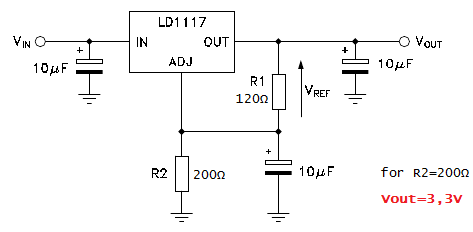 LD1117
VIN
IN
OUT
VOUT
ADJ
10µF
10µF
R1
120Ω
VREF
R2
200Ω
10µF
for R2=200Ω
Vout=3,3V